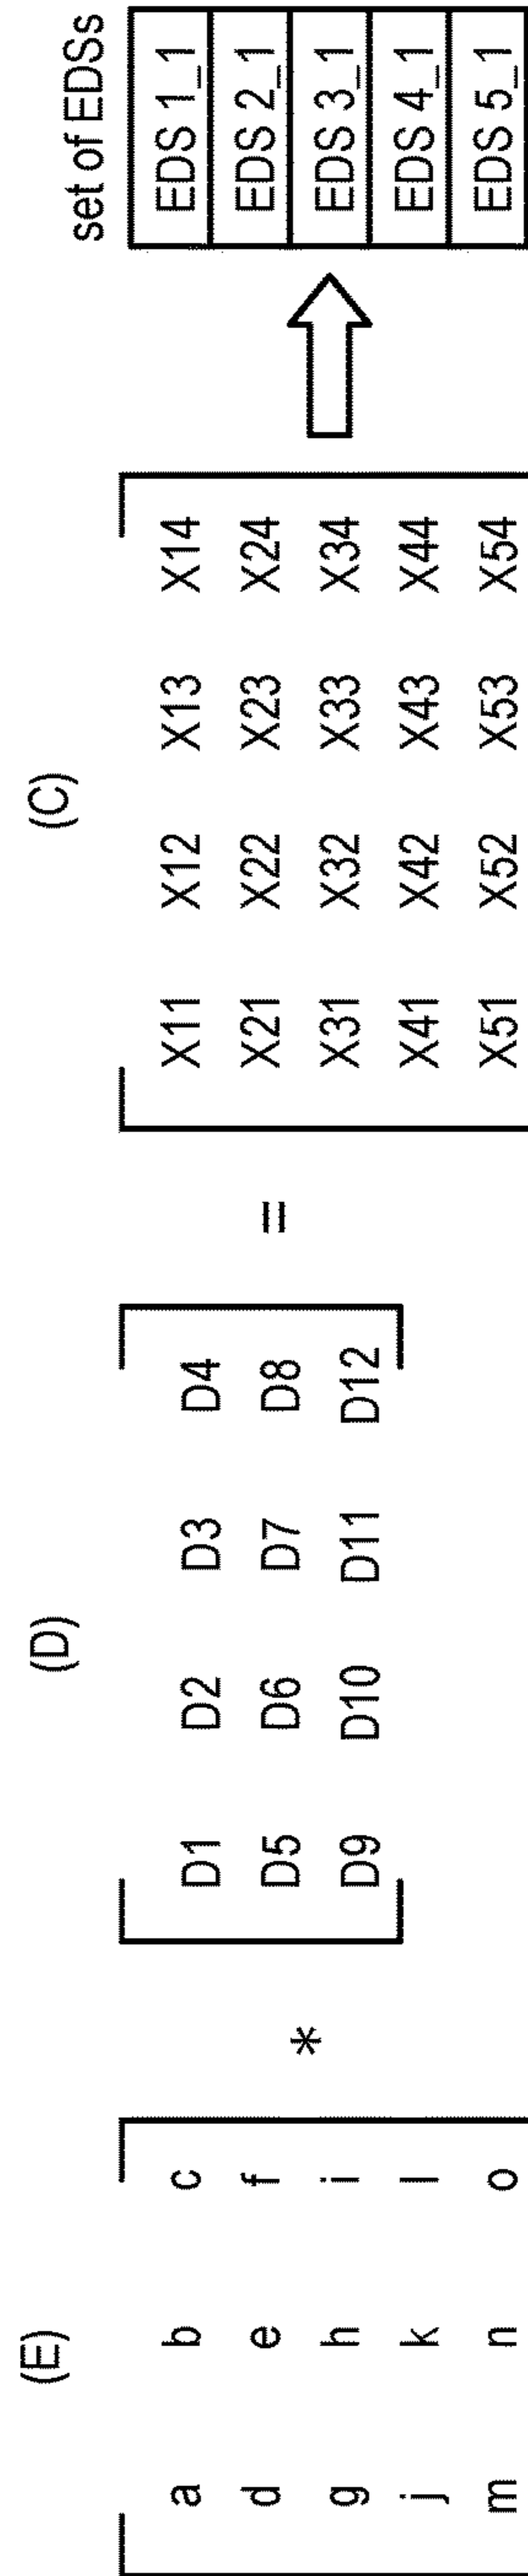 (E) (D) (C) set of EDSs
a b c D1 D2 D3 D4 X11 X12 X13 X14 EDS 1_1
d e f D5 D6 D7 D8 X21 X22 X23 X24 EDS 2_1
g h i * D9 D10 D11 D12 = X31 X32 X33 X34 EDS 3_1
j k l X41 X42 X43 X44 EDS 4_1
m n o X51 X52 X53 X54 EDS 5_1